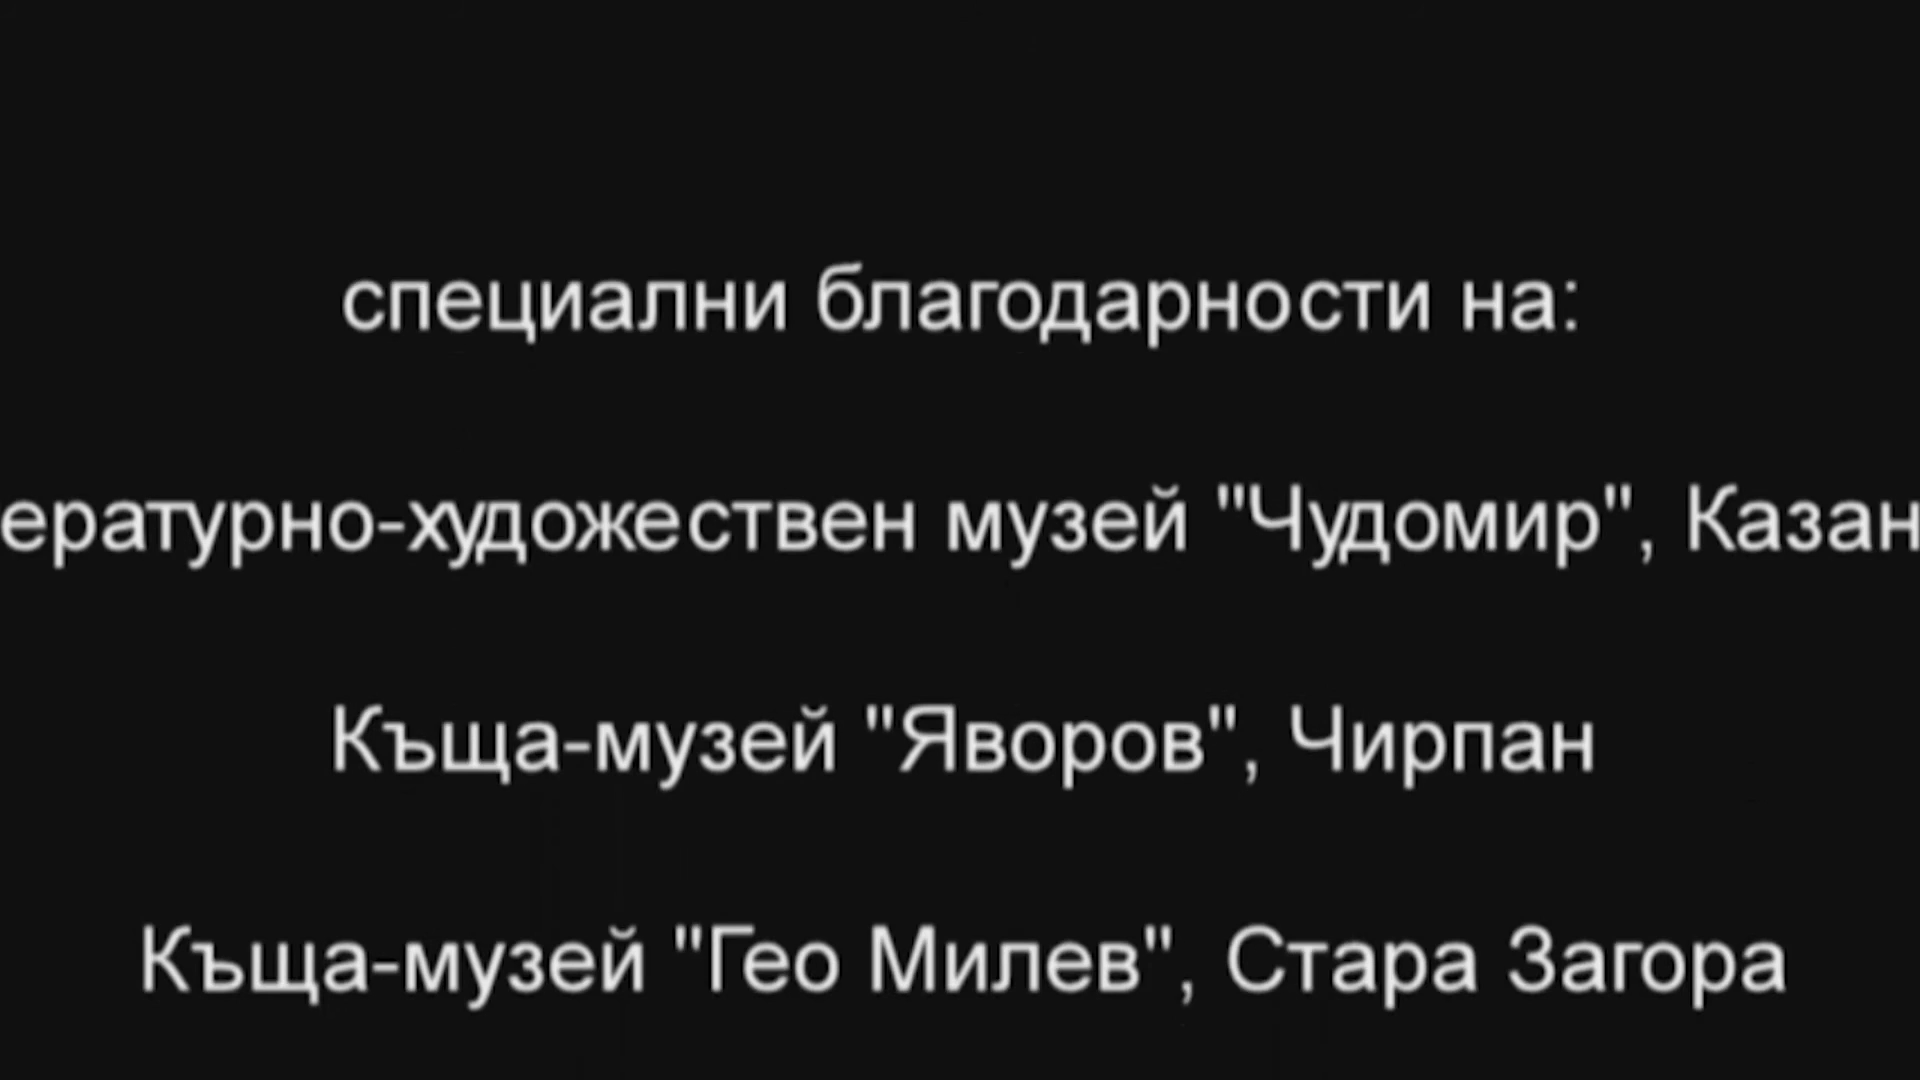 специални благодарности на:
ературно-художествен музей "Чудомир", Казан
Къща-музей "Яворов", Чирпан
Къща-музей "Гео Милев", Стара Загора